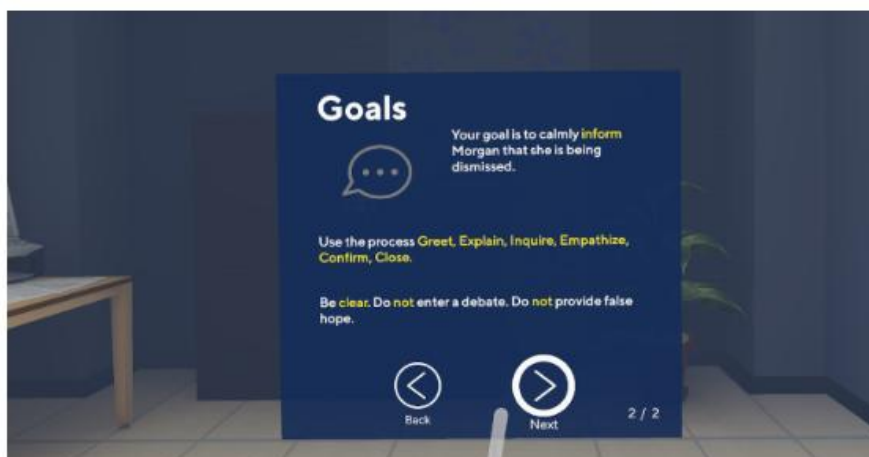 Goals
Your goal is to calmly inform
Morgan that she is being
dismissed.
Use the process Greet, Explain, Inquire, Empathize,
Confirm, Close.
Be clear. Do not enter a debate. Do not provide false
hope.
Back
Next
2 / 2